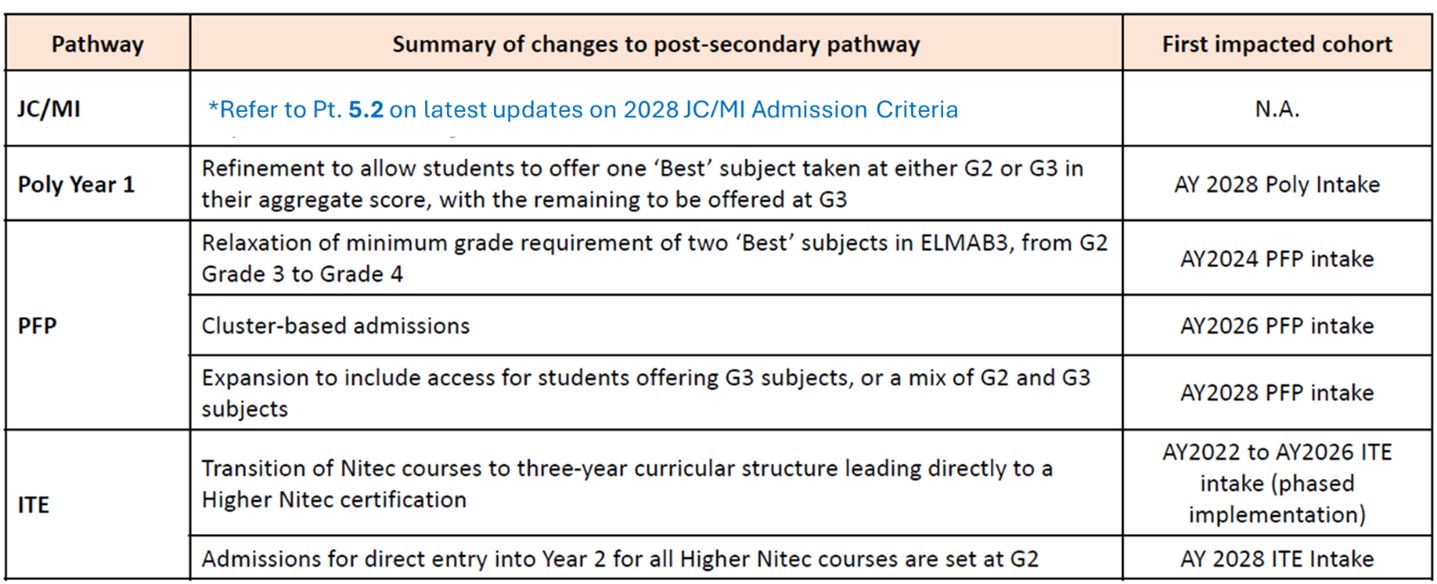 Pathway
Summary of changes to post-secondary pathway
First impacted cohort
JC/MI
*Refer to Pt. 5.2 on latest updates on 2028 JC/MI Admission Criteria
N.A.
Poly Year 1
Refinement to allow students to offer one ‘Best’ subject taken at either G2 or G3 in
their aggregate score, with the remaining to be offered at G3
AY 2028 Poly Intake
PFP
Relaxation of minimum grade requirement of two ‘Best’ subjects in ELMAB3, from G2
Grade 3 to Grade 4
AY2024 PFP intake
Cluster-based admissions
AY2026 PFP intake
Expansion to include access for students offering G3 subjects, or a mix of G2 and G3
subjects
AY2028 PFP intake
ITE
Transition of Nitec courses to three-year curricular structure leading directly to a
Higher Nitec certification
AY2022 to AY2026 ITE
intake (phased
implementation)
Admissions for direct entry into Year 2 for all Higher Nitec courses are set at G2
AY 2028 ITE Intake